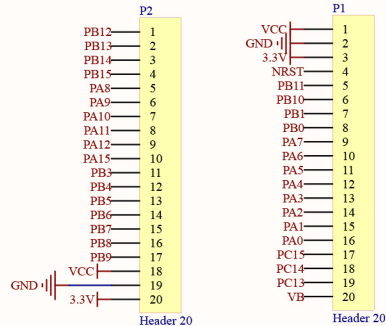 P2
PB12 1
PB13 2
PB14 3
PB15 4
PA8 5
PA9 6
PA10 7
PA11 8
PA12 9
PA15 10
PB3 11
PB4 12
PB5 13
PB6 14
PB7 15
PB8 16
PB9 17
VCC 18
GND 19
3.3V 20
Header 20
P1
VCC 1
GND 2
3.3V 3
NRST 4
PB11 5
PB10 6
PB1 7
PB0 8
PA7 9
PA6 10
PA5 11
PA4 12
PA3 13
PA2 14
PA1 15
PA0 16
PC15 17
PC14 18
PC13 19
VB 20
Header 20